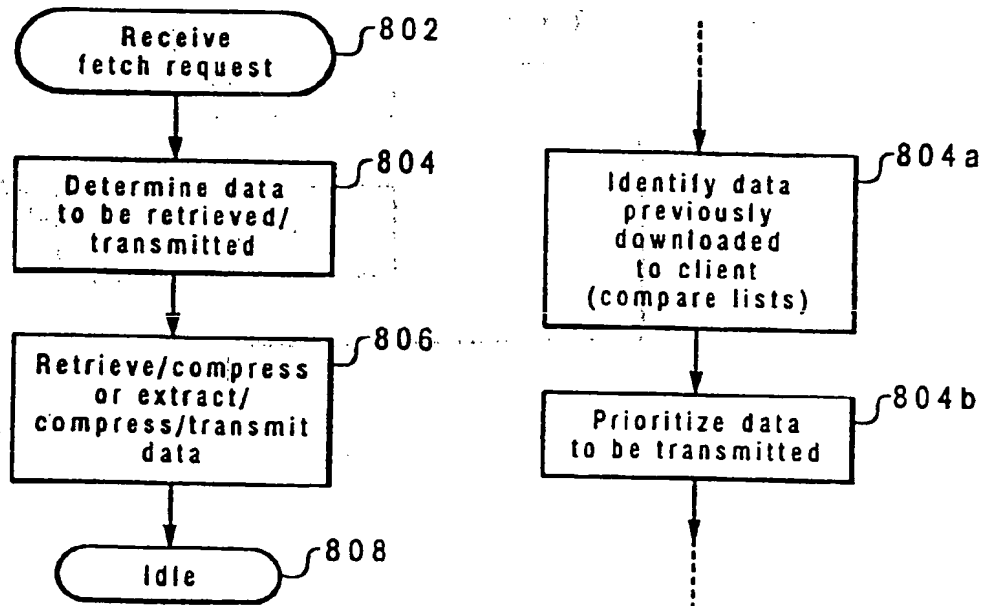 Receive
fetch request
802
Determine data
to be retrieved/
transmitted
804
Retrieve/compress
or extract/
compress/transmit
data
806
Idle
808
Identify data
previously
downloaded
to client
(compare lists)
804a
Prioritize data
to be transmitted
804b